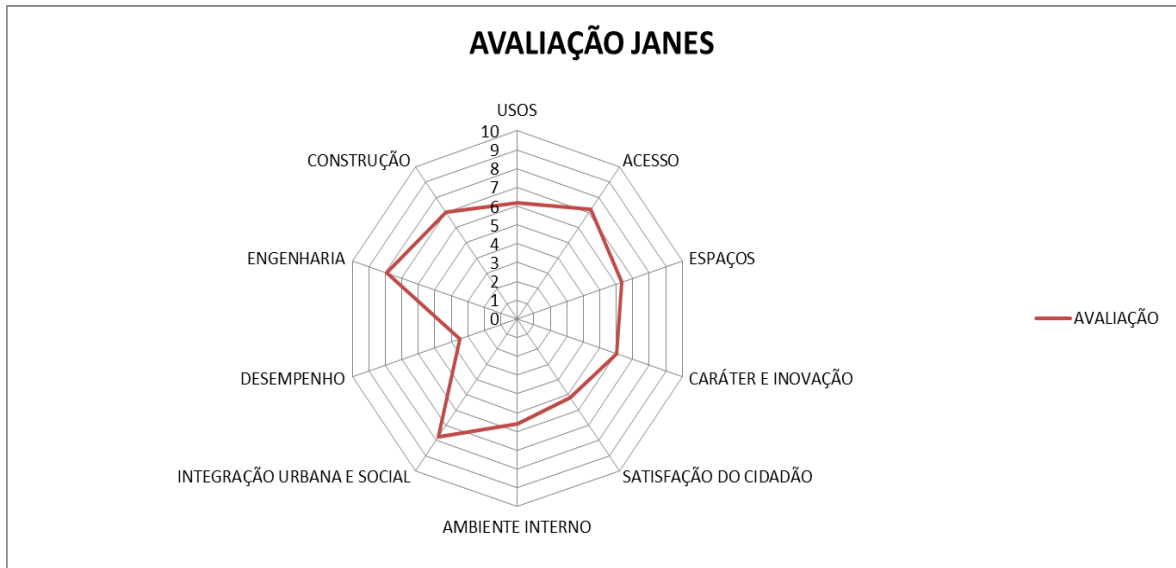 AVALIAÇÃO JANES
USOS
10
9
8
7
6
5
4
3
2
1
0
ACESSO
ESPAÇOS
CARÁTER E INOVAÇÃO
SATISFAÇÃO DO CIDADÃO
AMBIENTE INTERNO
INTEGRAÇÃO URBANA E SOCIAL
DESEMPENHO
ENGENHARIA
CONSTRUÇÃO
AVALIAÇÃO